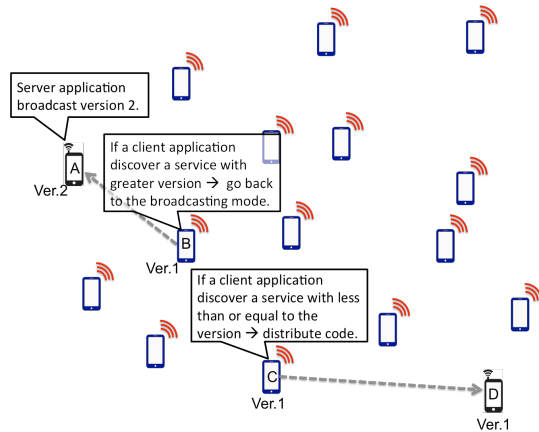 Server application
broadcast version 2.
If a client application
discover a service with
greater version → go back
to the broadcasting mode.
A
Ver.2
B
Ver.1
If a client application
discover a service with less
than or equal to the
version → distribute code.
C
Ver.1
D
Ver.1